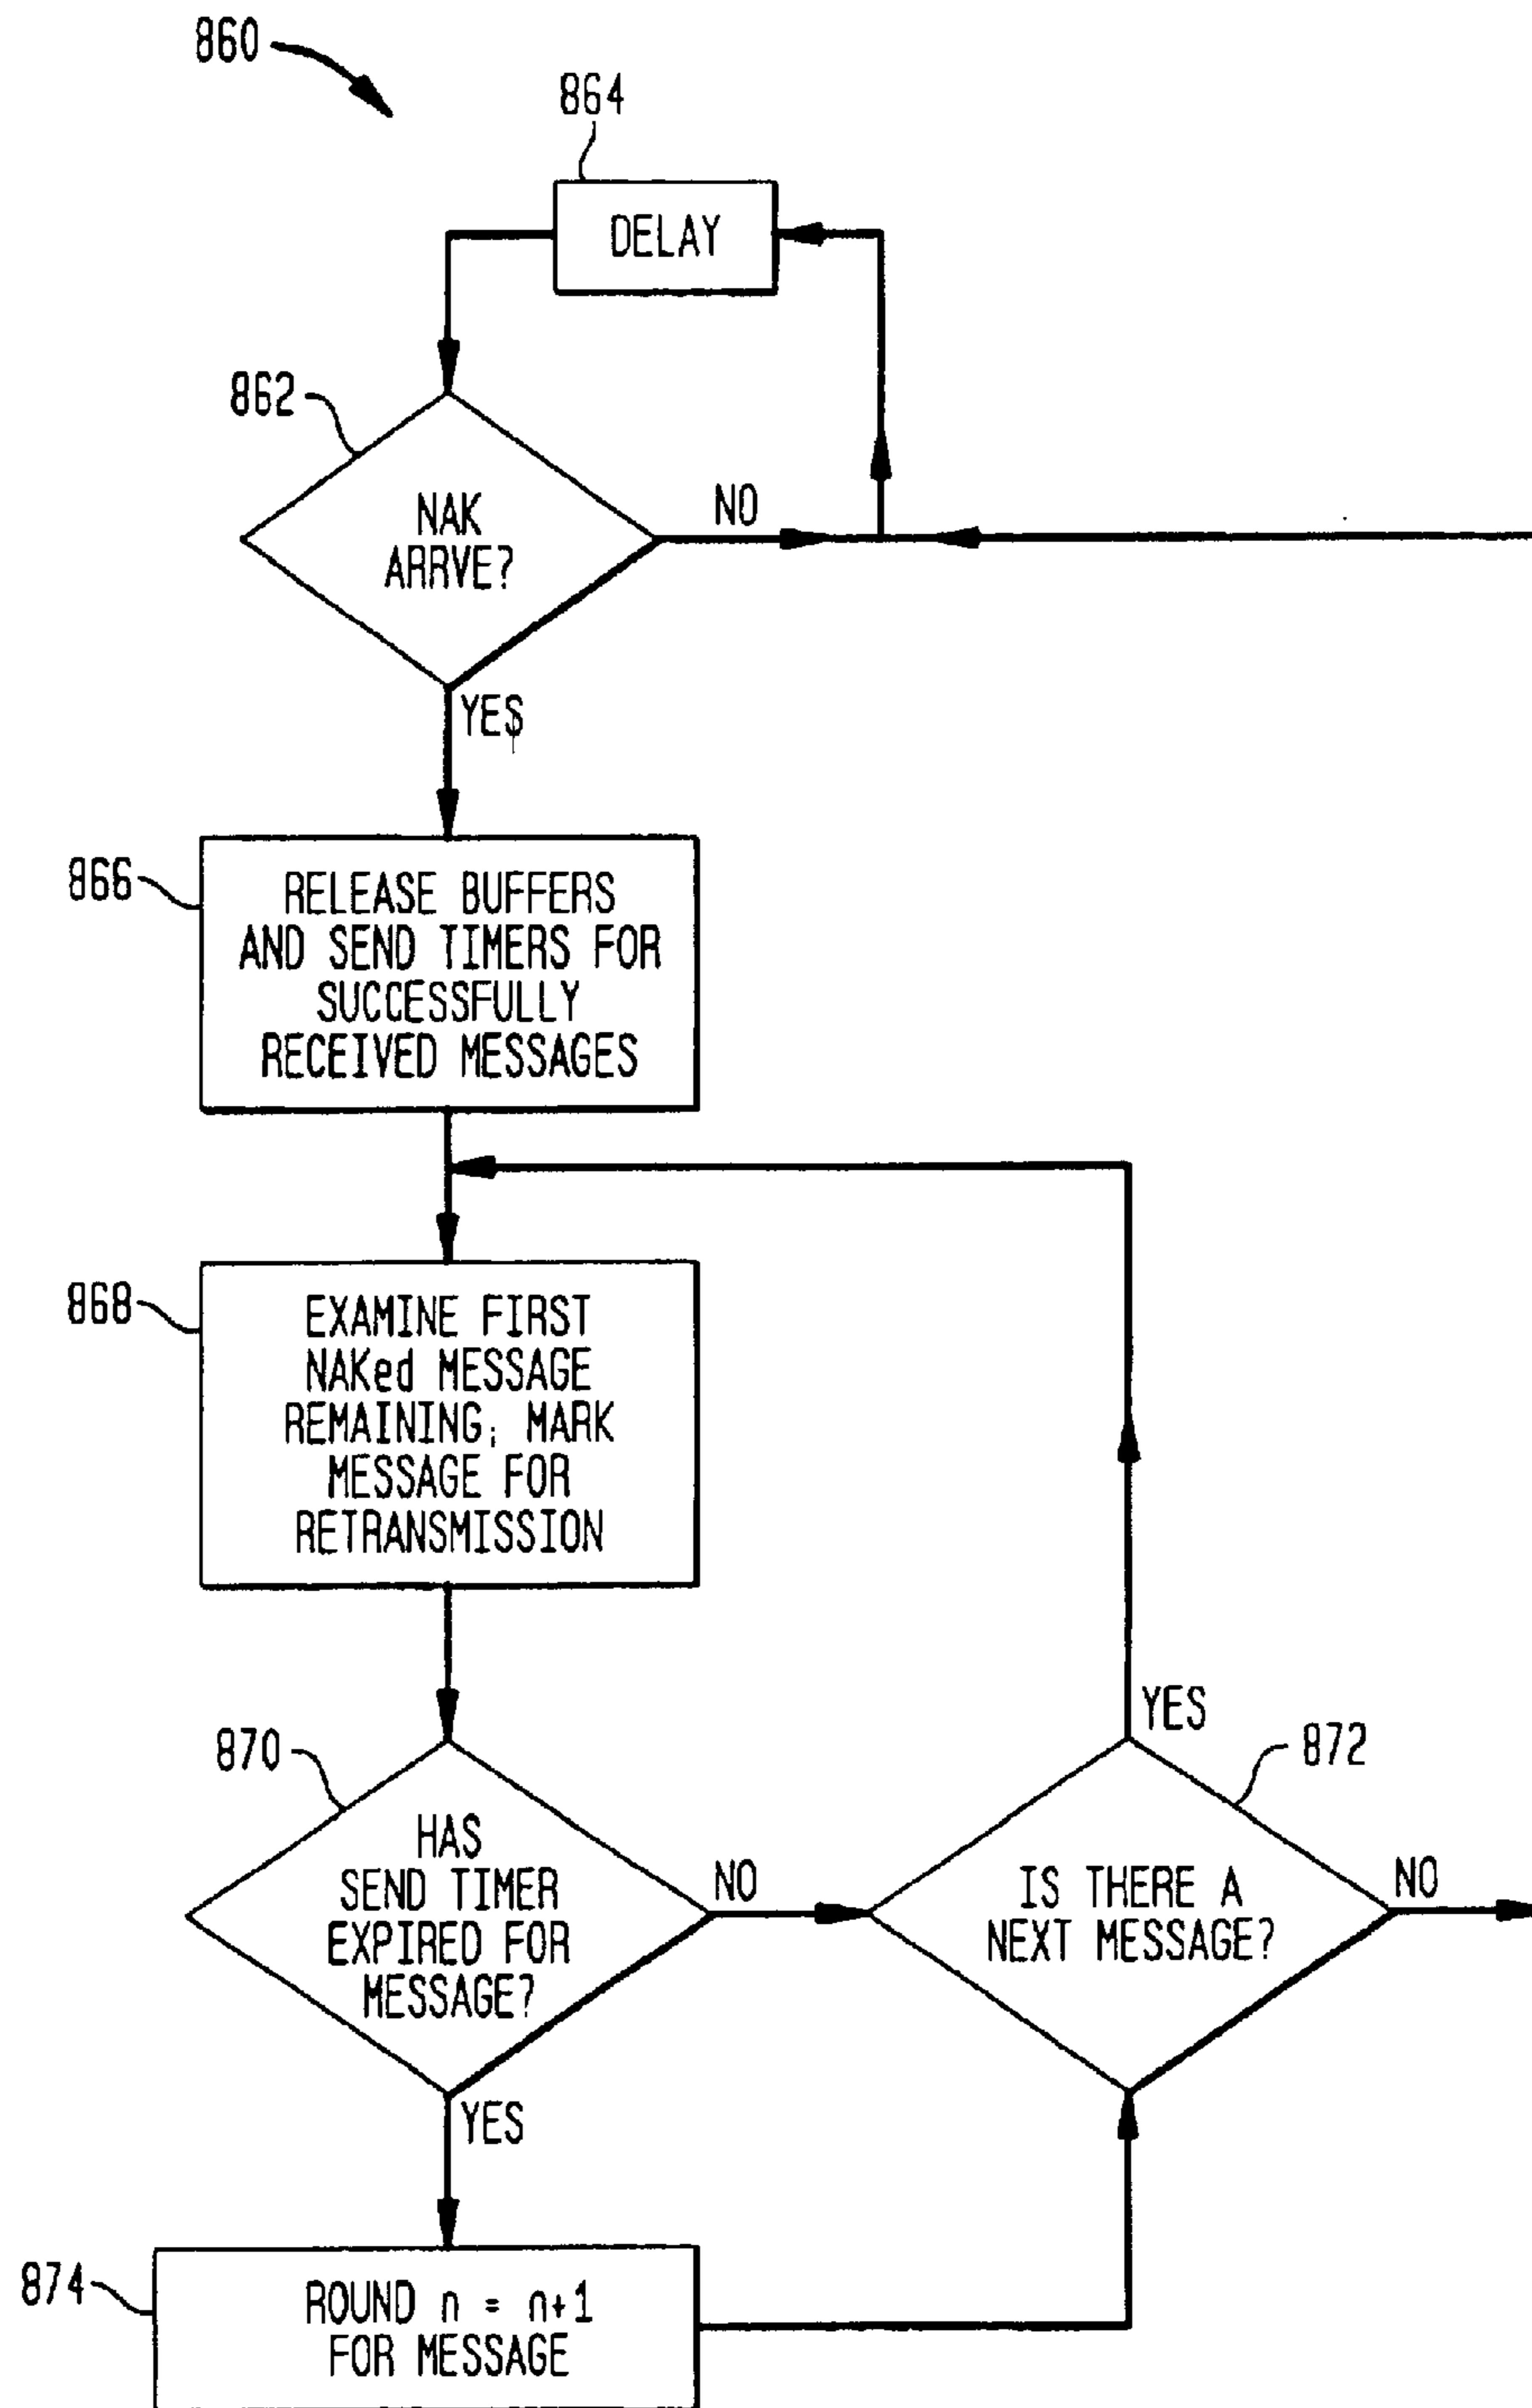 860
864
DELAY
862
NAK
ARRVE?
NO
YES
866
RELEASE BUFFERS
AND SEND TIMERS FOR
SUCCESSFULLY
RECEIVED MESSAGES
868
EXAMINE FIRST
NAKed MESSAGE
REMAINING; MARK
MESSAGE FOR
RETRANSMISSION
870
HAS
SEND TIMER
EXPIRED FOR
MESSAGE?
NO
YES
872
IS THERE A
NEXT MESSAGE?
NO
YES
874
ROUND n = n+1
FOR MESSAGE